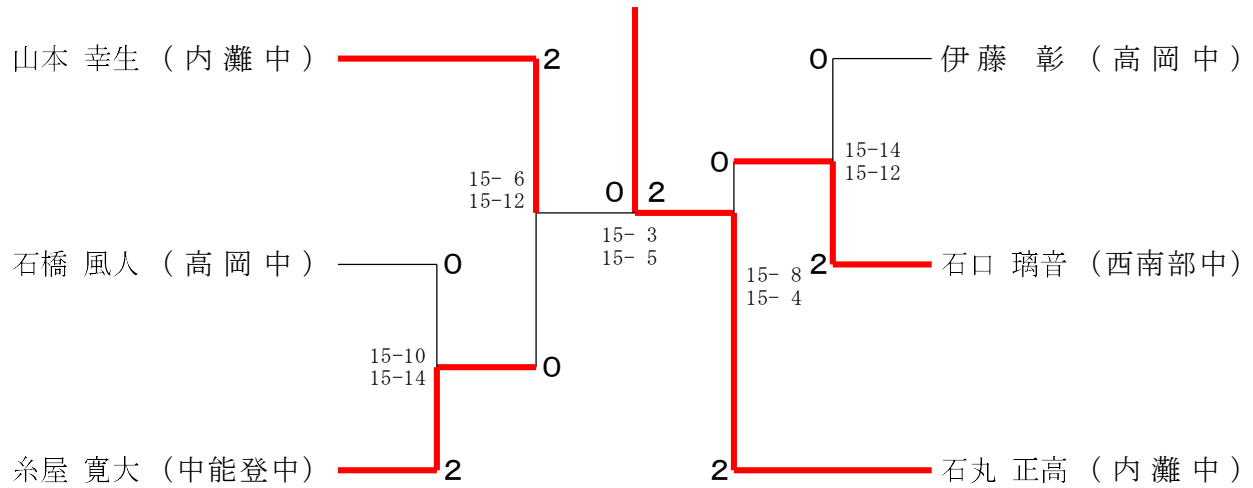 山本 幸生 （内灘中） 2
0 伊藤 彰 （高岡中）
15-14
15-12
0
15- 6
15-12
0 2
15- 3
15- 5
石橋 風人 （高岡中） 0
2 石口 璃音 （西南部中）
15- 8
15- 4
15-10
15-14
0
糸屋 寛大 （中能登中） 2
2 石丸 正高 （内灘中）